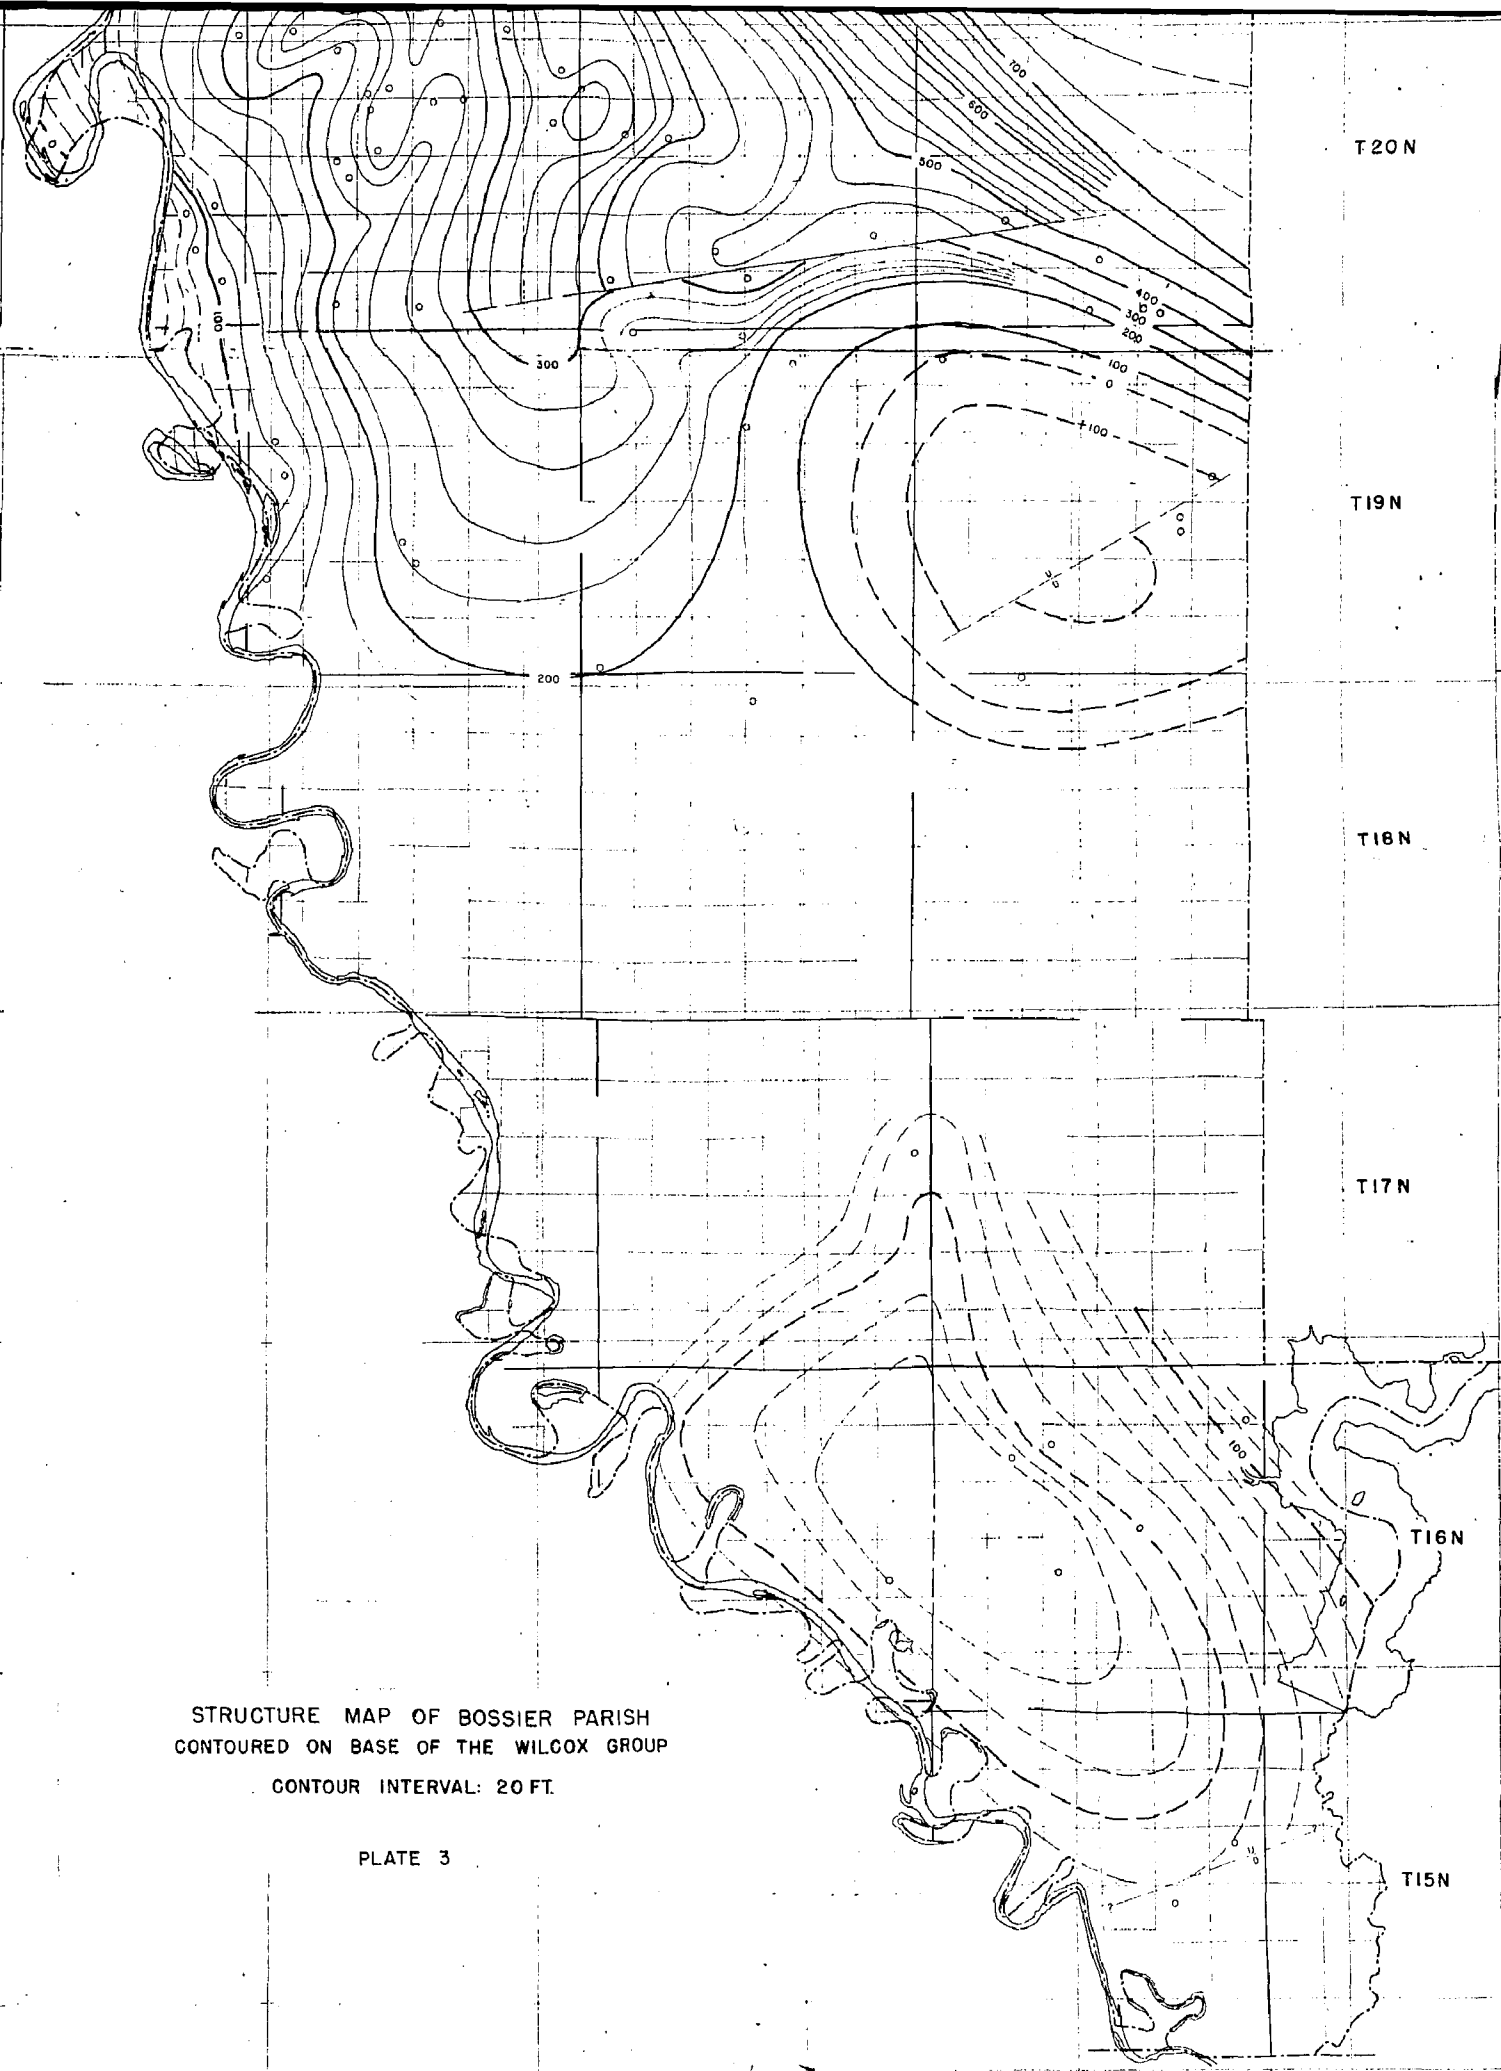 700
600
T20N
500
400
300
200
100
300
100
0
+100
T19N
U
D
200
T18N
T17N
100
T16N
STRUCTURE MAP OF BOSSIER PARISH
CONTOURED ON BASE OF THE WILCOX GROUP
CONTOUR INTERVAL: 20 FT.
PLATE 3
U
D
?
?
T15N